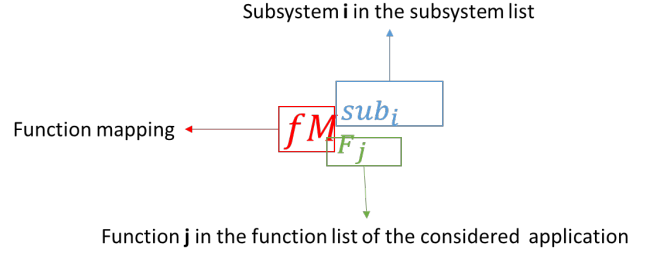 Subsystem i in the subsystem list
sub_i
Function mapping
fM
F_j
Function j in the function list of the considered application